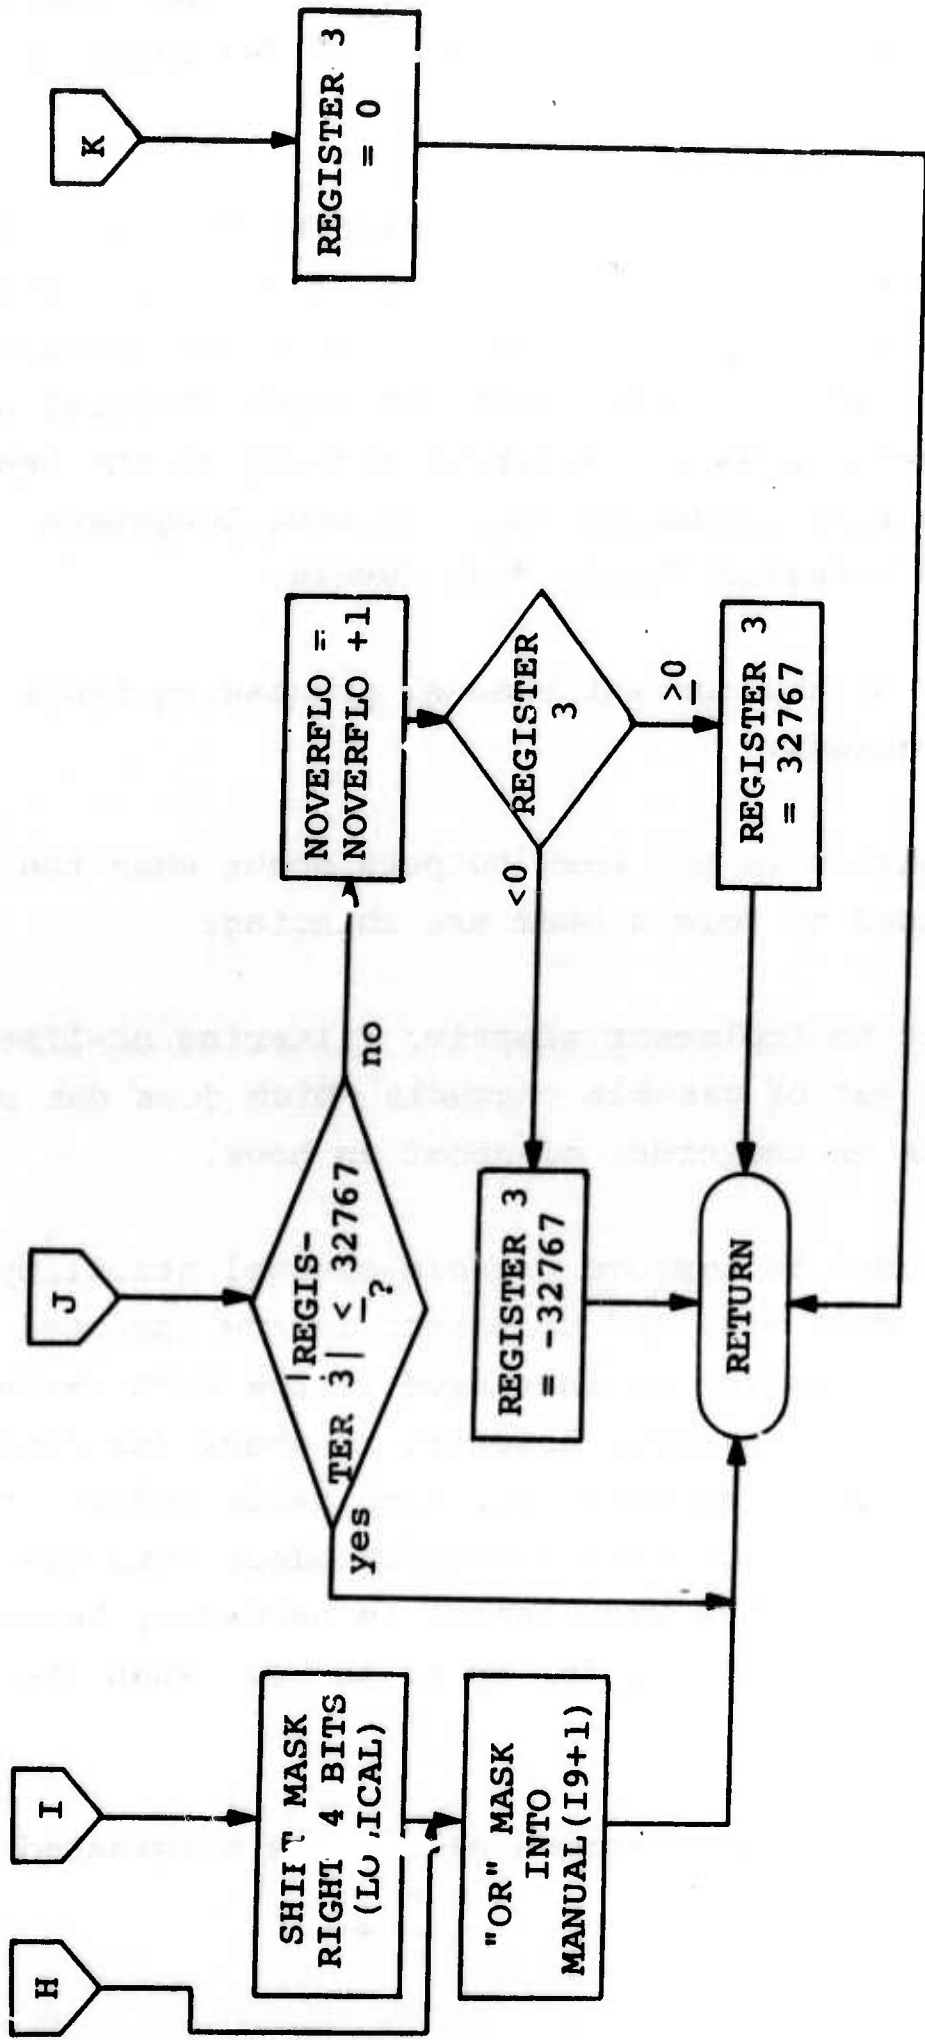 H
I
SHIFT MASK
RIGHT 4 BITS
(LOGICAL)
"OR" MASK
INTO
MANUAL(I9+1)
J
|REGIS-
TER 3| ≤ 32767
?
yes
no
NOVERFLO =
NOVERFLO +1
REGISTER
3
<0
≥0
REGISTER 3
= -32767
REGISTER 3
= 32767
RETURN
K
REGISTER 3
= 0